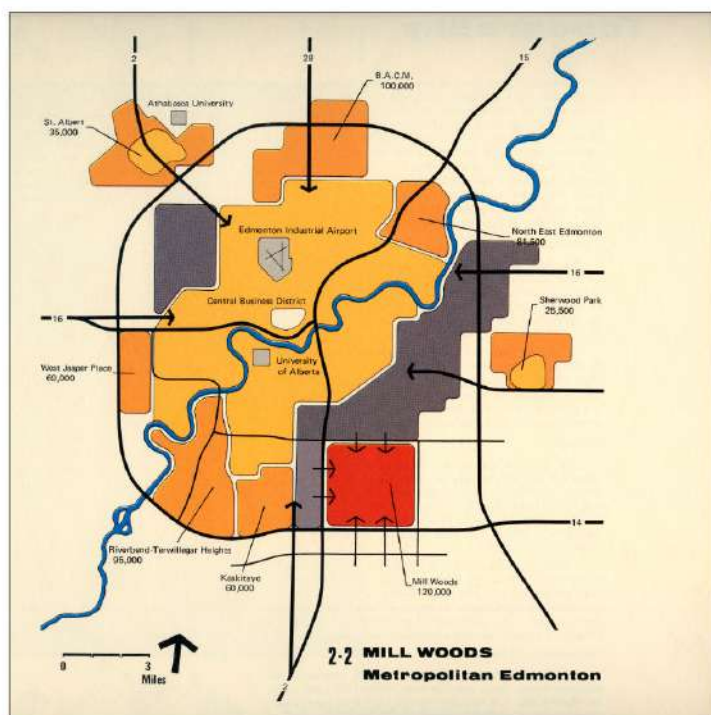 2
28
15
B.A.C.M.
100,000
Athabasca University
St. Albert
35,000
Edmonton Industrial Airport
North East Edmonton
81,500
16
Central Business District
Sherwood Park
25,500
16
West Jasper Place
60,000
University
of Alberta
14
Riverbend-Terwillegar Heights
95,000
Kaskitayo
60,000
Mill Woods
120,000
0 3
Miles
2
2-2 MILL WOODS
Metropolitan Edmonton